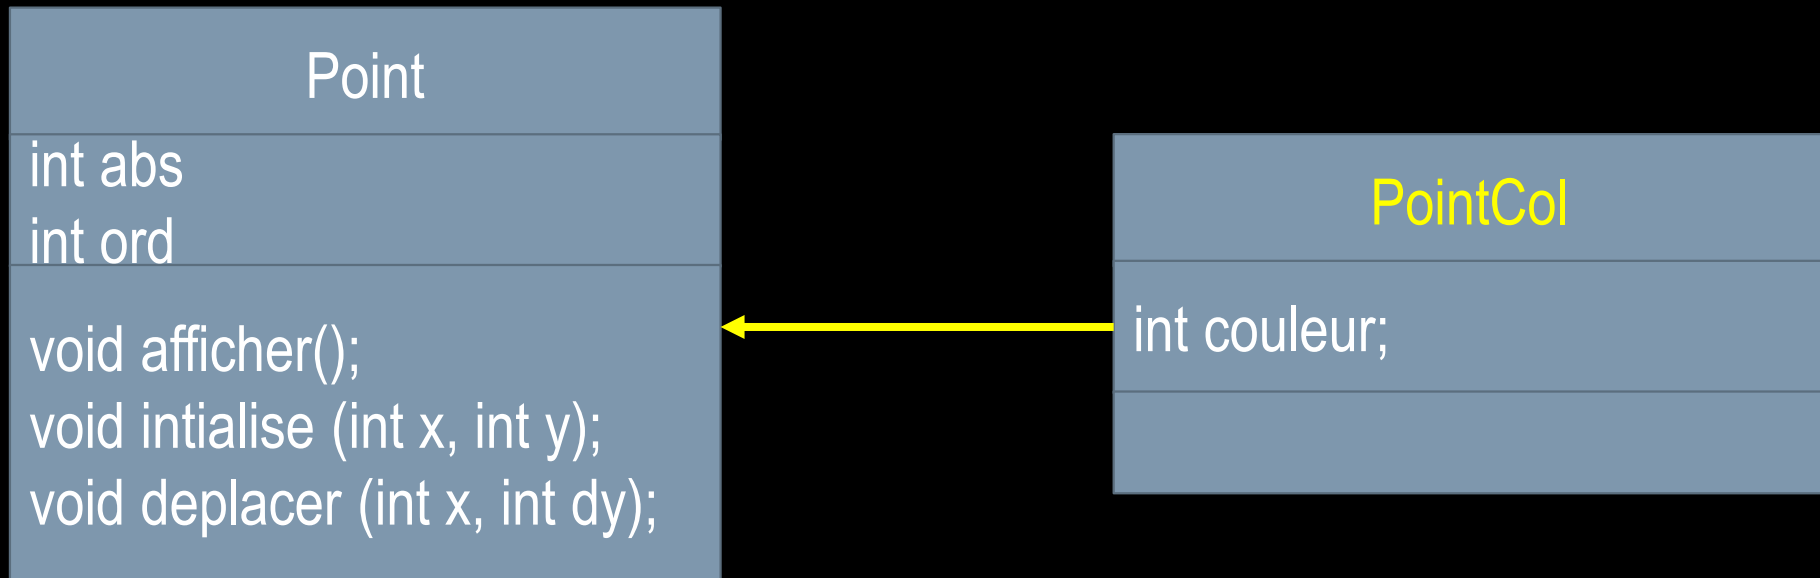 Point
int abs
int ord
void afficher();
void intialise (int x, int y);
void deplacer (int x, int dy);
PointCol
int couleur;